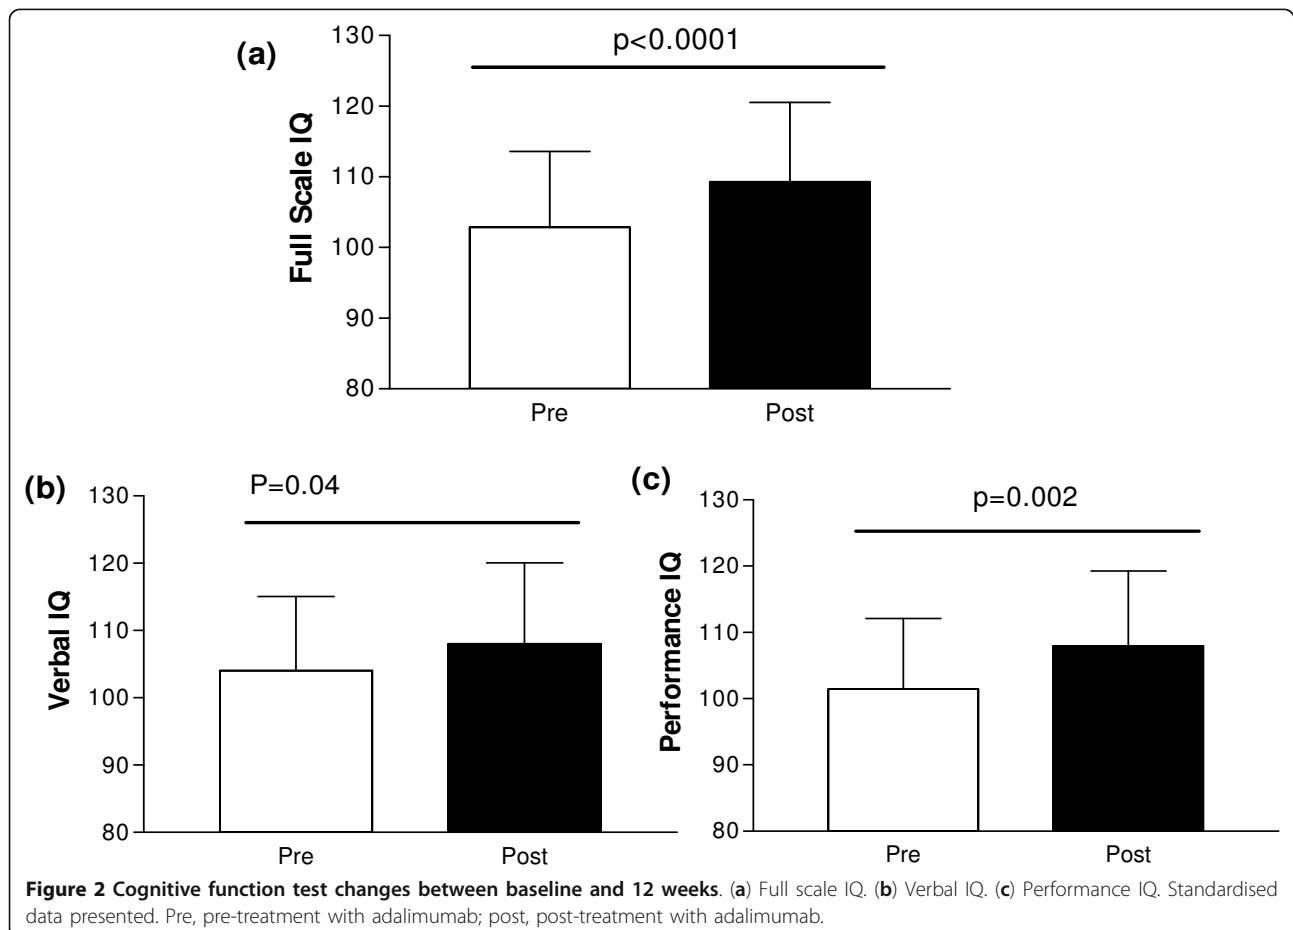 (a)
p<0.0001
Full Scale IQ
130
120
110
100
90
80
Pre Post
(b)
P=0.04
Verbal IQ
130
120
110
100
90
80
Pre Post
(c)
p=0.002
Performance IQ
130
120
110
100
90
80
Pre Post
Figure 2 Cognitive function test changes between baseline and 12 weeks. (a) Full scale IQ. (b) Verbal IQ. (c) Performance IQ. Standardised
data presented. Pre, pre-treatment with adalimumab; post, post-treatment with adalimumab.